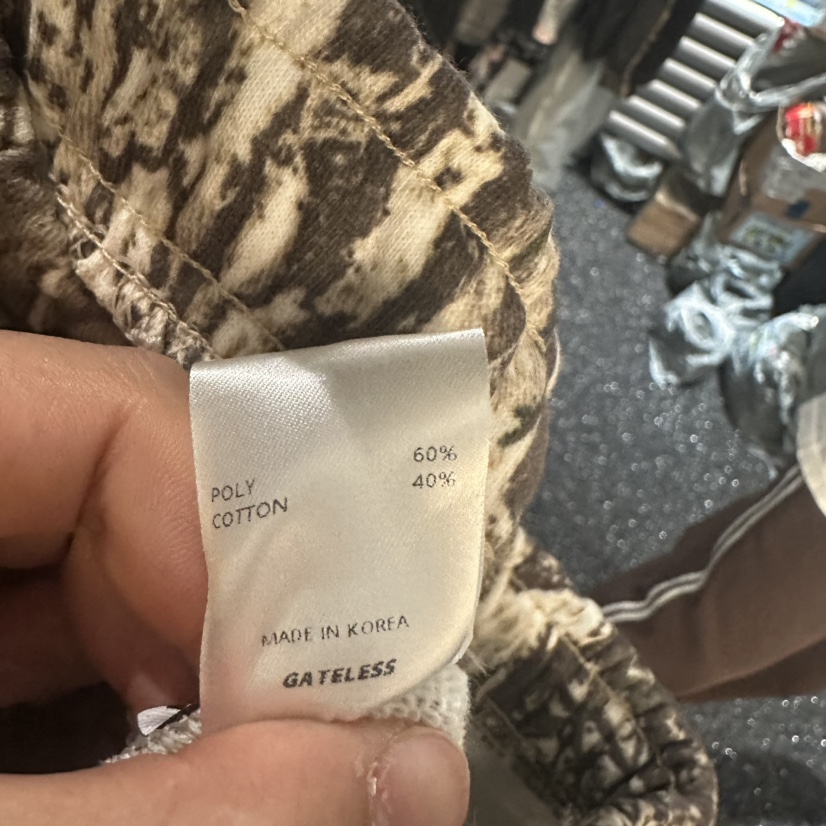 POLY 60%
COTTON 40%
MADE IN KOREA
GATELESS